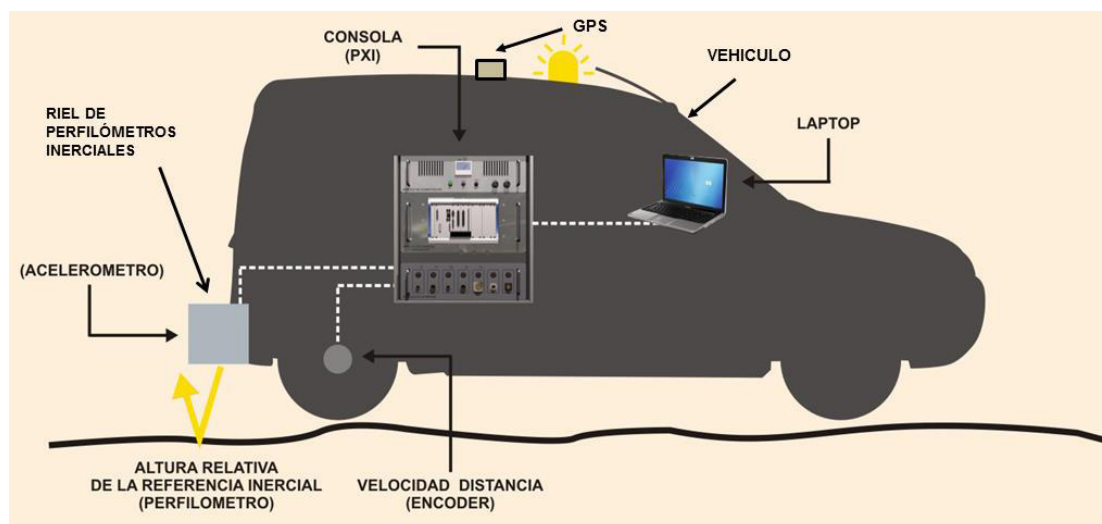 GPS
CONSOLA
(PXI)
VEHICULO
RIEL DE
PERFILÓMETROS
INERCIALES
LAPTOP
(ACELEROMETRO)
ALTURA RELATIVA
DE LA REFERENCIA INERCIAL
(PERFILOMETRO)
VELOCIDAD DISTANCIA
(ENCODER)